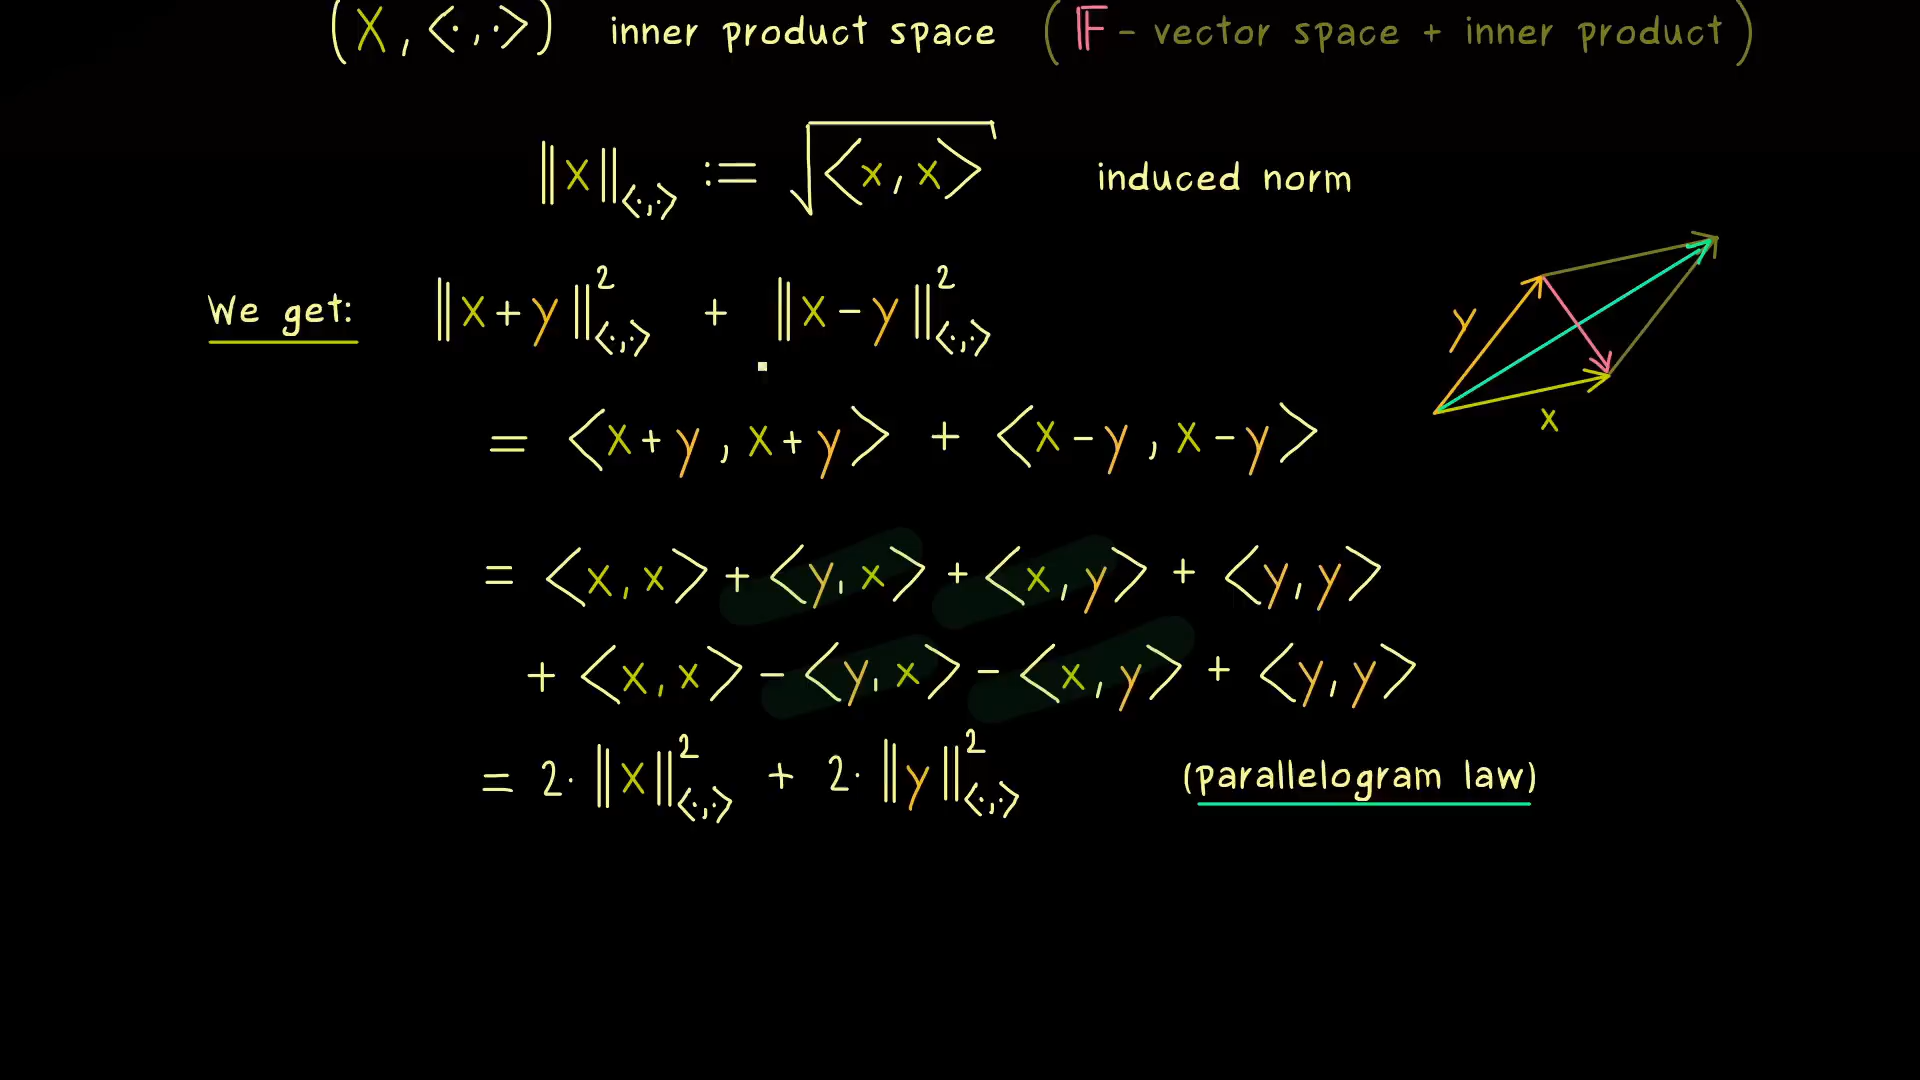 (X, <·,·>) inner product space (𝔽 - vector space + inner product)
‖x‖<·,·> := √<x, x> induced norm
We get: ‖x+y‖²<·,·> + ‖x-y‖²<·,·>
y
x
= <x+y, x+y> + <x-y, x-y>
= <x, x> + <y, x> + <x, y> + <y, y>
+ <x, x> - <y, x> - <x, y> + <y, y>
= 2·‖x‖²<·,·> + 2·‖y‖²<·,·> (parallelogram law)